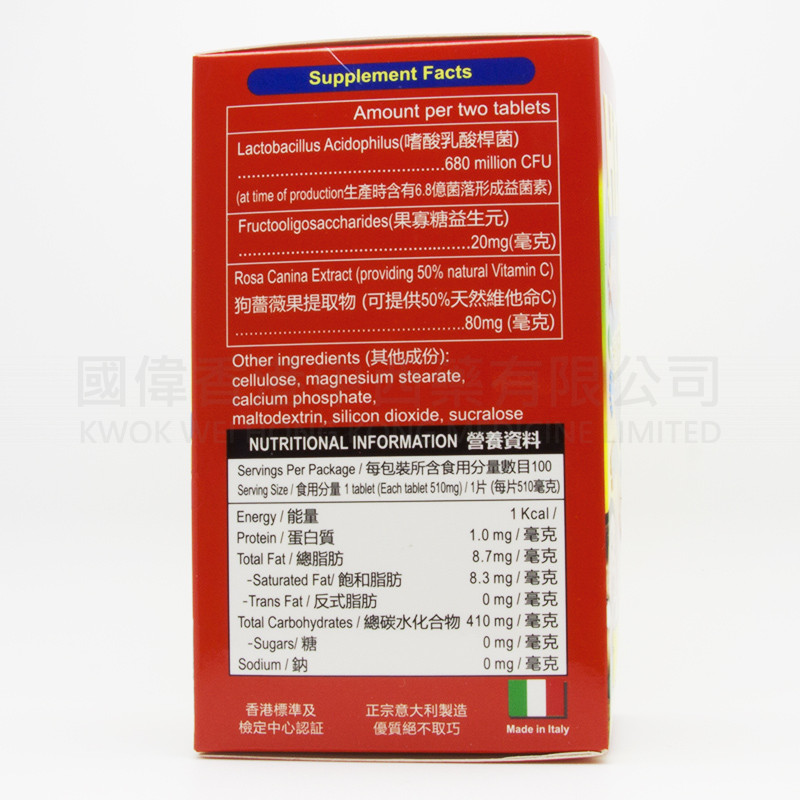 Supplement Facts
Amount per two tablets
Lactobacillus Acidophilus(嗜酸乳酸桿菌)
........................................680 million CFU
(at time of production生產時含有6.8億菌落形成益菌素)
Fructooligosaccharides(果寡糖益生元)
........................................20mg(毫克)
Rosa Canina Extract (providing 50% natural Vitamin C)
狗薔薇果提取物 (可提供50%天然維他命C)
........................................80mg (毫克)
Other ingredients (其他成份):
cellulose, magnesium stearate,
calcium phosphate,
maltodextrin, silicon dioxide, sucralose
NUTRITIONAL INFORMATION 營養資料
Servings Per Package / 每包裝所含食用分量數目100
Serving Size / 食用分量 1 tablet (Each tablet 510mg) / 1片 (每片510毫克)
Energy / 能量 1 Kcal /
Protein / 蛋白質 1.0 mg / 毫克
Total Fat / 總脂肪 8.7mg / 毫克
-Saturated Fat/ 飽和脂肪 8.3 mg / 毫克
-Trans Fat / 反式脂肪 0 mg / 毫克
Total Carbohydrates / 總碳水化合物 410 mg / 毫克
-Sugars/ 糖 0 mg / 毫克
Sodium / 鈉 0 mg / 毫克
香港標準及
檢定中心認証
正宗意大利製造
優質絕不取巧
Made in Italy